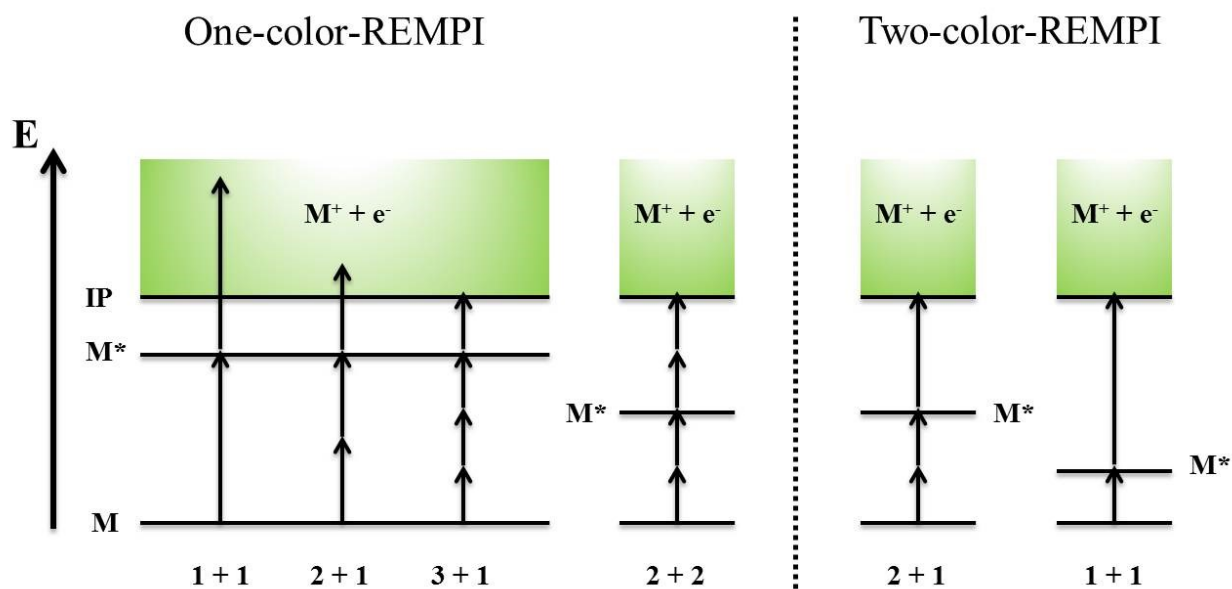 One-color-REMPI
Two-color-REMPI
E
M⁺ + e⁻
M⁺ + e⁻
M⁺ + e⁻
M⁺ + e⁻
IP
M*
M*
M*
M*
M
1 + 1
2 + 1
3 + 1
2 + 2
2 + 1
1 + 1